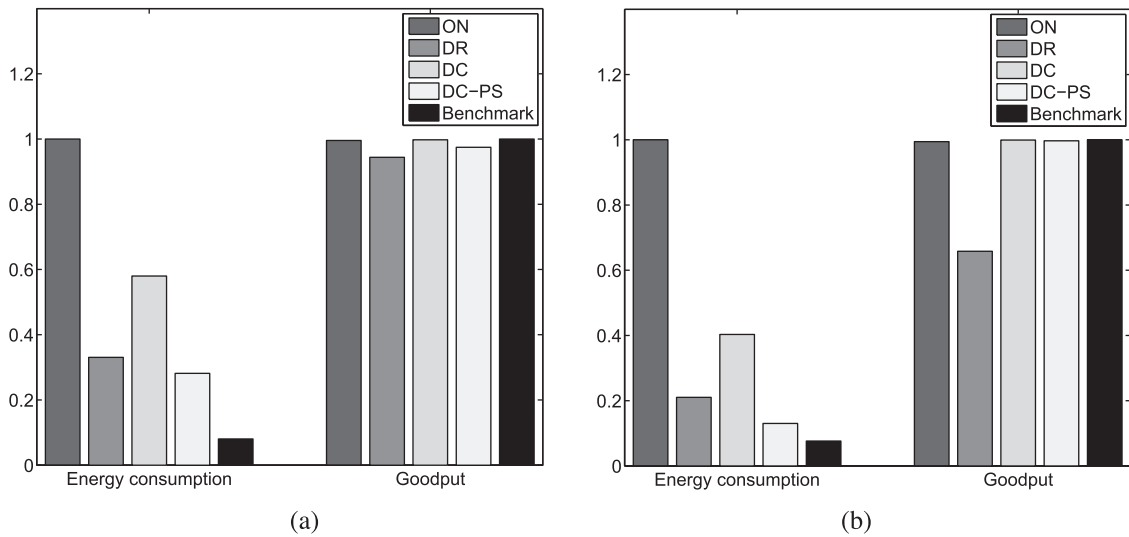 ON
DR
DC
DC-PS
Benchmark
1.2
1
0.8
0.6
0.4
0.2
0
Energy consumption Goodput
(a)
ON
DR
DC
DC-PS
Benchmark
1.2
1
0.8
0.6
0.4
0.2
0
Energy consumption Goodput
(b)